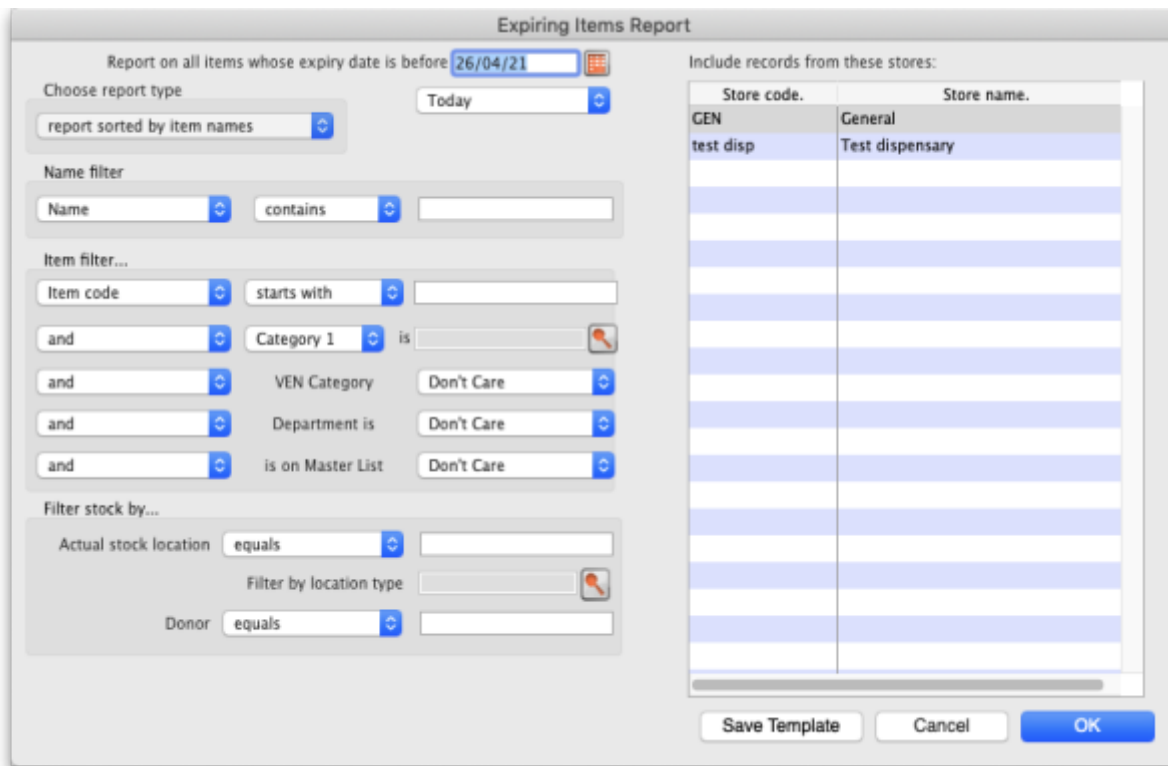 Expiring Items Report
Report on all items whose expiry date is before 26/04/21
Today
Choose report type
report sorted by item names
Name filter
Name contains
Item filter...
Item code starts with
and Category 1 is
and VEN Category Don't Care
and Department is Don't Care
and is on Master List Don't Care
Filter stock by...
Actual stock location equals
Filter by location type
Donor equals
Include records from these stores:
Store code. Store name.
GEN General
test disp Test dispensary
Save Template Cancel OK